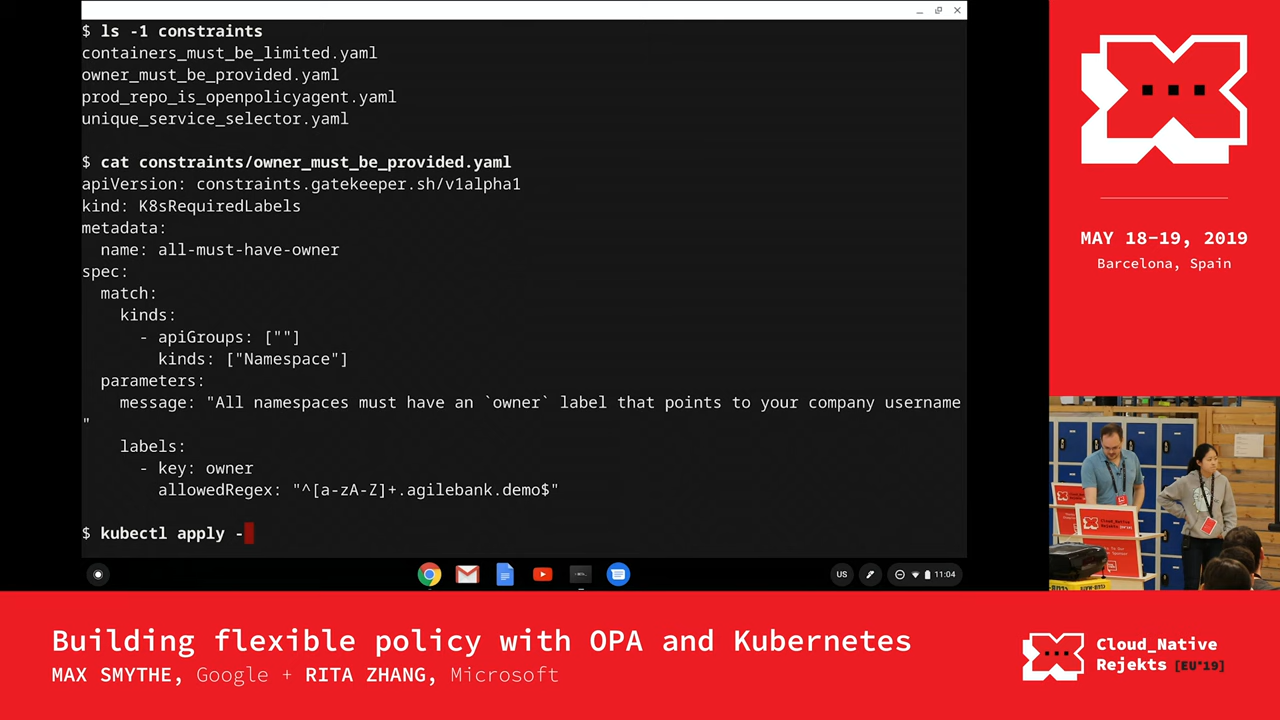 $ ls -1 constraints
containers_must_be_limited.yaml
owner_must_be_provided.yaml
prod_repo_is_openpolicyagent.yaml
unique_service_selector.yaml
$ cat constraints/owner_must_be_provided.yaml
apiVersion: constraints.gatekeeper.sh/v1alpha1
kind: K8sRequiredLabels
metadata:
name: all-must-have-owner
spec:
match:
kinds:
- apiGroups: [""]
kinds: ["Namespace"]
parameters:
message: "All namespaces must have an `owner` label that points to your company username
"
labels:
- key: owner
allowedRegex: "^[a-zA-Z]+.agilebank.demo$"
$ kubectl apply -
US
11:04
MAY 18-19, 2019
Barcelona, Spain
Building flexible policy with OPA and Kubernetes
MAX SMYTHE, Google + RITA ZHANG, Microsoft
Cloud_Native
Rejekts [EU*19]